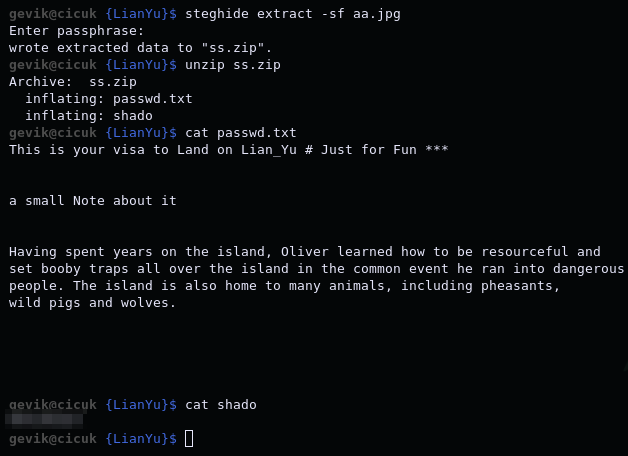 gevik@cicuk {LianYu}$ steghide extract -sf aa.jpg
Enter passphrase:
wrote extracted data to "ss.zip".
gevik@cicuk {LianYu}$ unzip ss.zip
Archive:  ss.zip
  inflating: passwd.txt
  inflating: shado
gevik@cicuk {LianYu}$ cat passwd.txt
This is your visa to Land on Lian_Yu # Just for Fun ***
a small Note about it
Having spent years on the island, Oliver learned how to be resourceful and
set booby traps all over the island in the common event he ran into dangerous
people. The island is also home to many animals, including pheasants,
wild pigs and wolves.
gevik@cicuk {LianYu}$ cat shado
gevik@cicuk {LianYu}$